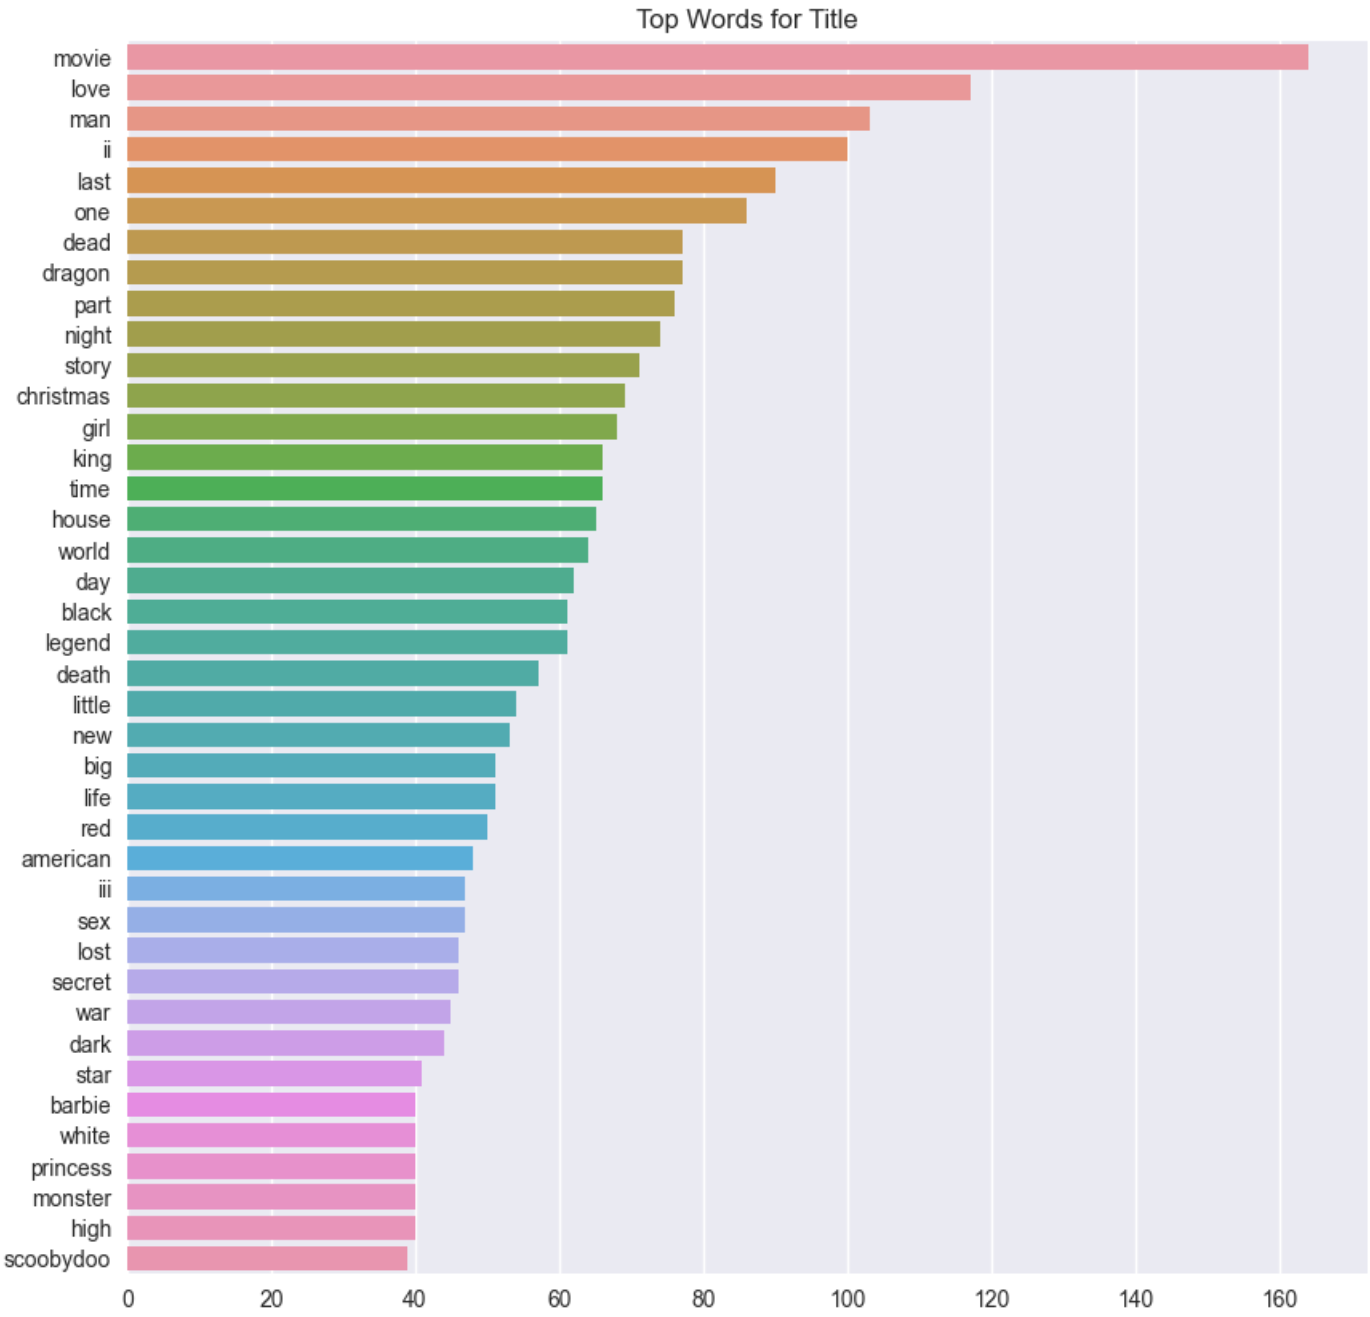 Top Words for Title
movie
love
man
ii
last
one
dead
dragon
part
night
story
christmas
girl
king
time
house
world
day
black
legend
death
little
new
big
life
red
american
iii
sex
lost
secret
war
dark
star
barbie
white
princess
monster
high
scoobydoo
0 20 40 60 80 100 120 140 160